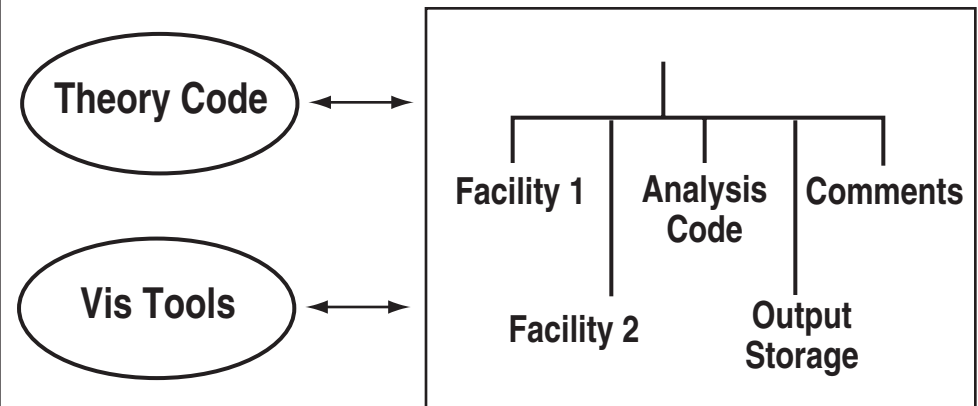 Theory Code
Vis Tools
Facility 1
Analysis
Code
Comments
Facility 2
Output
Storage